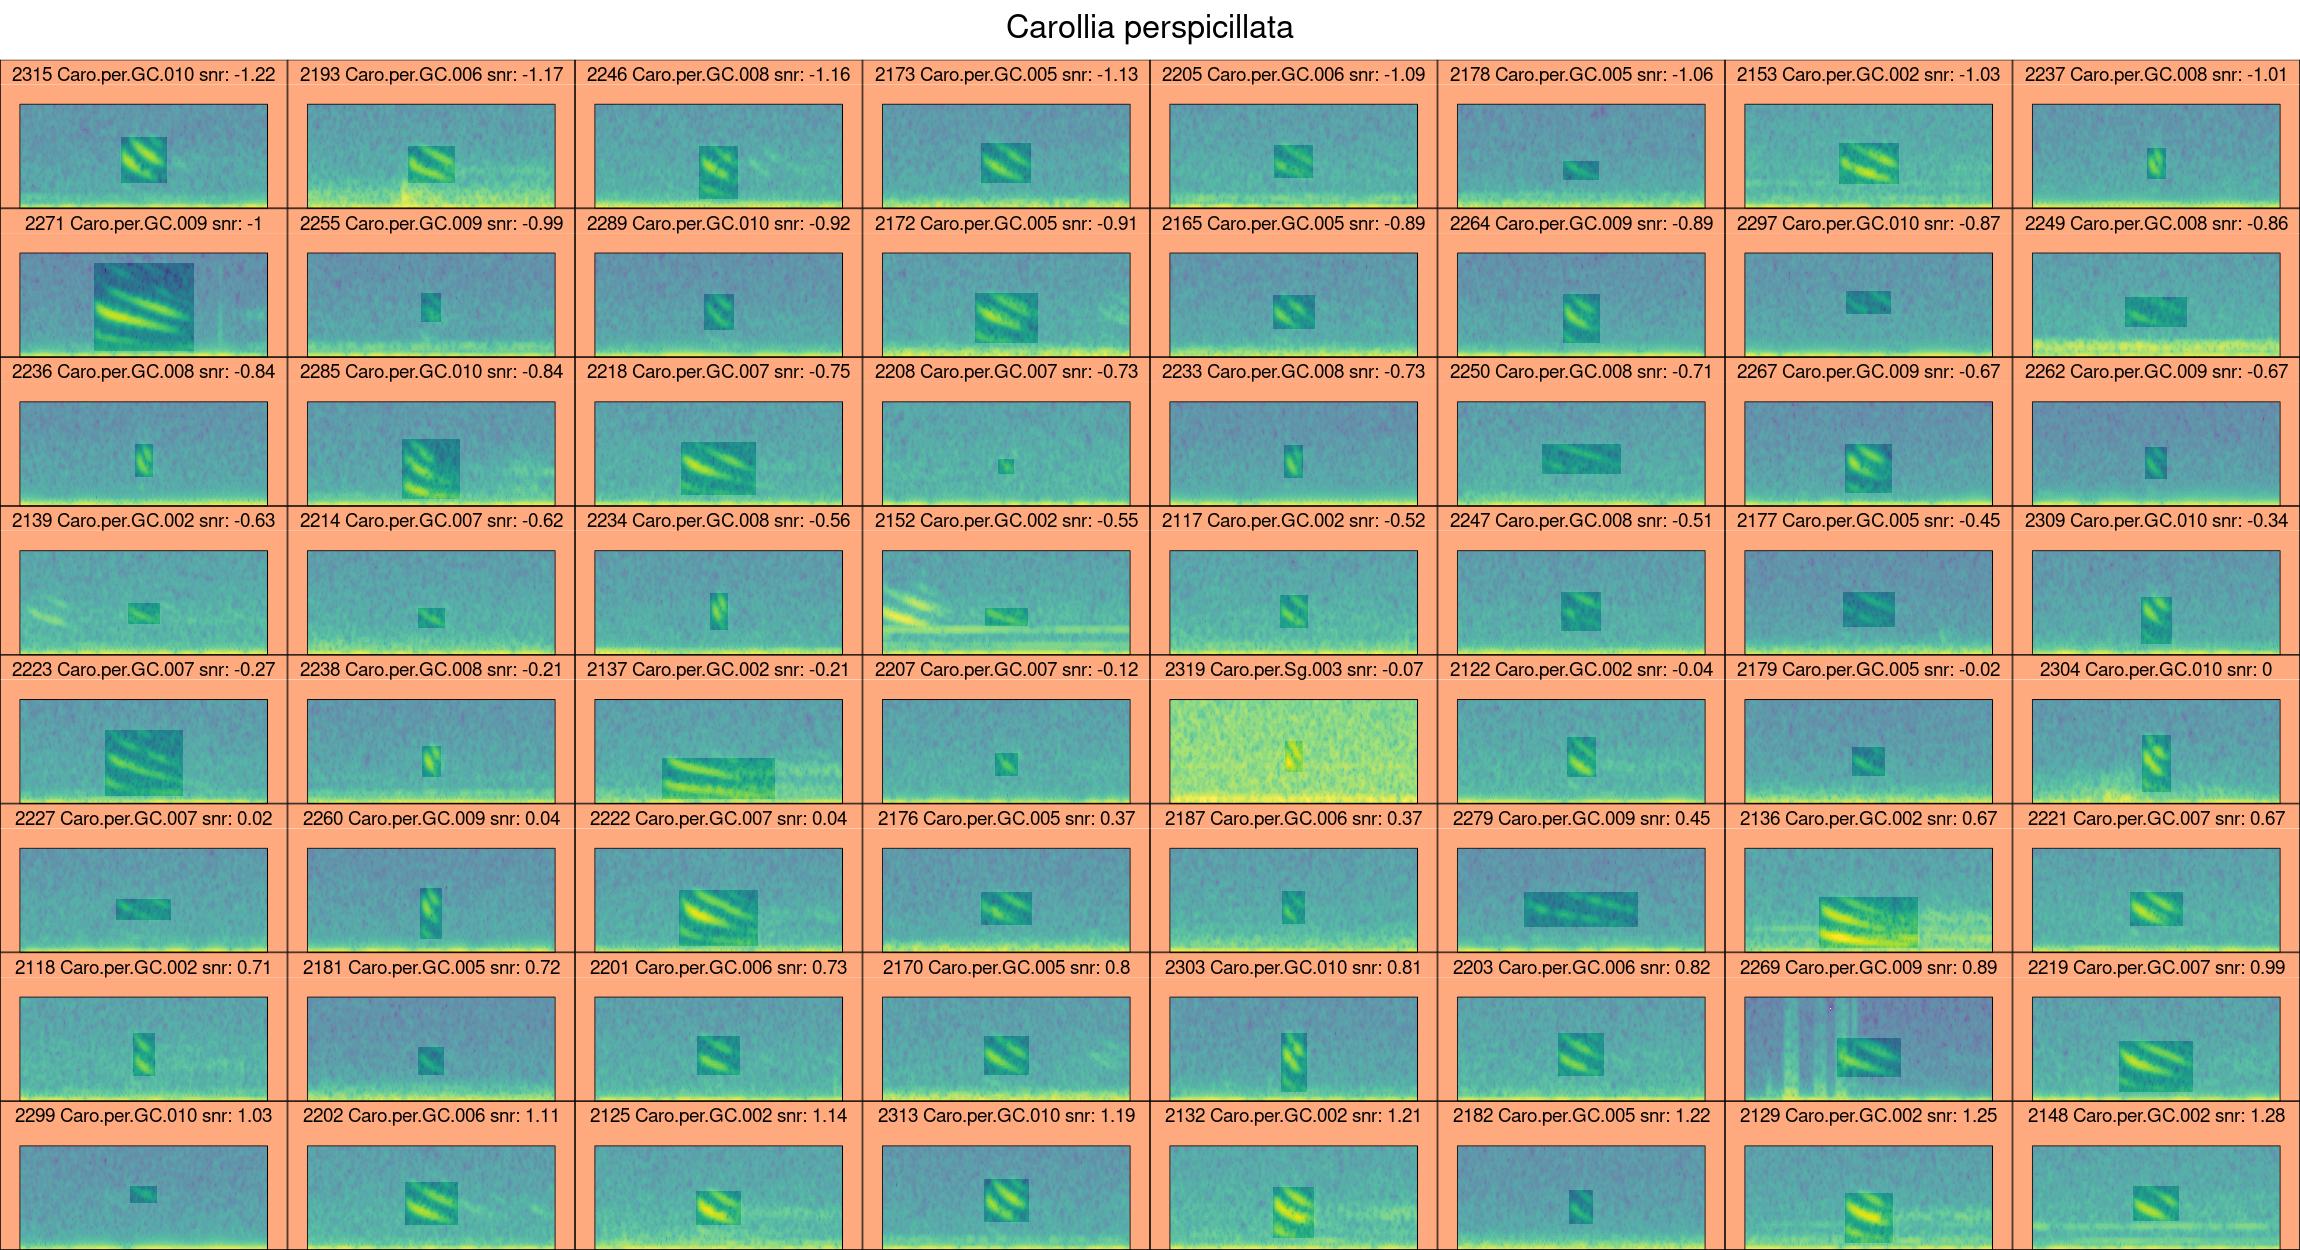 Carollia perspicillata
2315 Caro.per.GC.010 snr: -1.22
2193 Caro.per.GC.006 snr: -1.17
2246 Caro.per.GC.008 snr: -1.16
2173 Caro.per.GC.005 snr: -1.13
2205 Caro.per.GC.006 snr: -1.09
2178 Caro.per.GC.005 snr: -1.06
2153 Caro.per.GC.002 snr: -1.03
2237 Caro.per.GC.008 snr: -1.01
2271 Caro.per.GC.009 snr: -1
2255 Caro.per.GC.009 snr: -0.99
2289 Caro.per.GC.010 snr: -0.92
2172 Caro.per.GC.005 snr: -0.91
2165 Caro.per.GC.005 snr: -0.89
2264 Caro.per.GC.009 snr: -0.89
2297 Caro.per.GC.010 snr: -0.87
2249 Caro.per.GC.008 snr: -0.86
2236 Caro.per.GC.008 snr: -0.84
2285 Caro.per.GC.010 snr: -0.84
2218 Caro.per.GC.007 snr: -0.75
2208 Caro.per.GC.007 snr: -0.73
2233 Caro.per.GC.008 snr: -0.73
2250 Caro.per.GC.008 snr: -0.71
2267 Caro.per.GC.009 snr: -0.67
2262 Caro.per.GC.009 snr: -0.67
2139 Caro.per.GC.002 snr: -0.63
2214 Caro.per.GC.007 snr: -0.62
2234 Caro.per.GC.008 snr: -0.56
2152 Caro.per.GC.002 snr: -0.55
2117 Caro.per.GC.002 snr: -0.52
2247 Caro.per.GC.008 snr: -0.51
2177 Caro.per.GC.005 snr: -0.45
2309 Caro.per.GC.010 snr: -0.34
2223 Caro.per.GC.007 snr: -0.27
2238 Caro.per.GC.008 snr: -0.21
2137 Caro.per.GC.002 snr: -0.21
2207 Caro.per.GC.007 snr: -0.12
2319 Caro.per.Sg.003 snr: -0.07
2122 Caro.per.GC.002 snr: -0.04
2179 Caro.per.GC.005 snr: -0.02
2304 Caro.per.GC.010 snr: 0
2227 Caro.per.GC.007 snr: 0.02
2260 Caro.per.GC.009 snr: 0.04
2222 Caro.per.GC.007 snr: 0.04
2176 Caro.per.GC.005 snr: 0.37
2187 Caro.per.GC.006 snr: 0.37
2279 Caro.per.GC.009 snr: 0.45
2136 Caro.per.GC.002 snr: 0.67
2221 Caro.per.GC.007 snr: 0.67
2118 Caro.per.GC.002 snr: 0.71
2181 Caro.per.GC.005 snr: 0.72
2201 Caro.per.GC.006 snr: 0.73
2170 Caro.per.GC.005 snr: 0.8
2303 Caro.per.GC.010 snr: 0.81
2203 Caro.per.GC.006 snr: 0.82
2269 Caro.per.GC.009 snr: 0.89
2219 Caro.per.GC.007 snr: 0.99
2299 Caro.per.GC.010 snr: 1.03
2202 Caro.per.GC.006 snr: 1.11
2125 Caro.per.GC.002 snr: 1.14
2313 Caro.per.GC.010 snr: 1.19
2132 Caro.per.GC.002 snr: 1.21
2182 Caro.per.GC.005 snr: 1.22
2129 Caro.per.GC.002 snr: 1.25
2148 Caro.per.GC.002 snr: 1.28